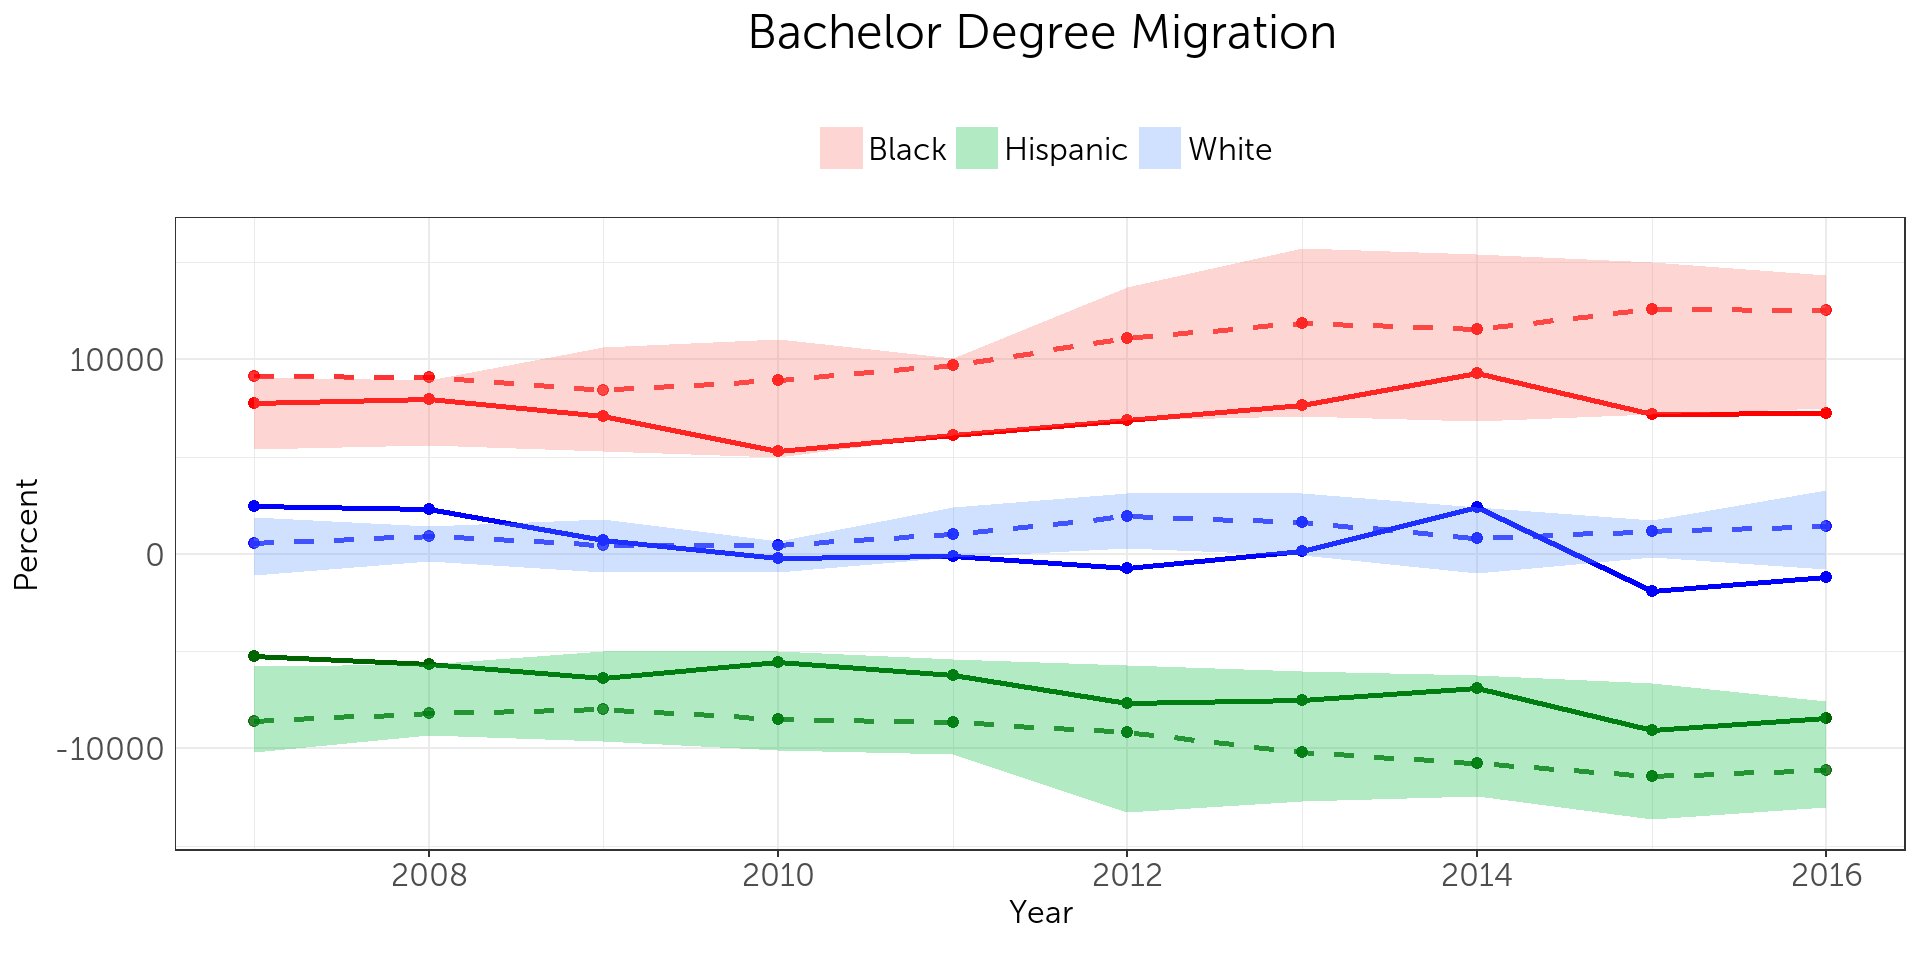 Bachelor Degree Migration
Black Hispanic White
10000
0
-10000
Percent
2008 2010 2012 2014 2016
Year